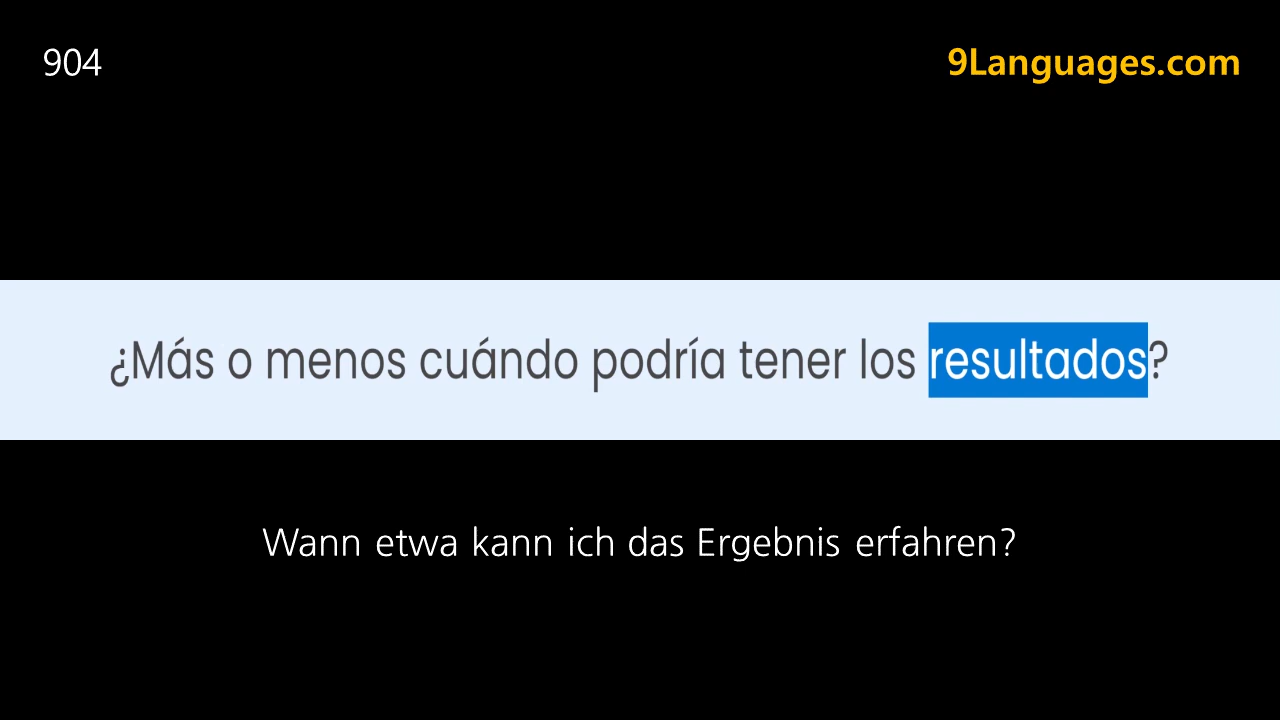 904
9Languages.com
¿Más o menos cuándo podría tener los resultados?
Wann etwa kann ich das Ergebnis erfahren?